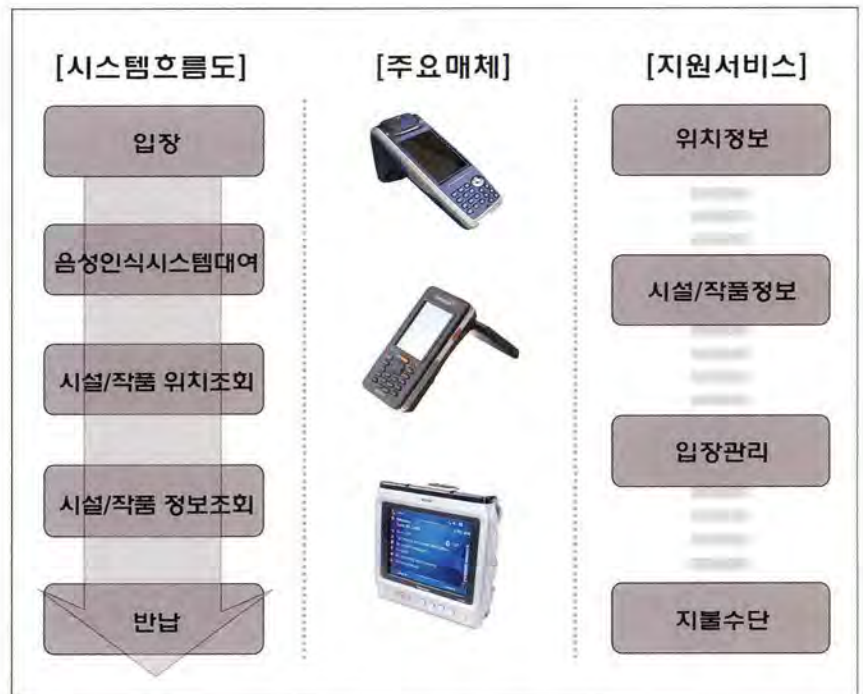 [시스템흐름도]
입장
음성인식시스템대여
시설/작품 위치조회
시설/작품 정보조회
반납
[주요매체]
[지원서비스]
위치정보
시설/작품정보
입장관리
지불수단